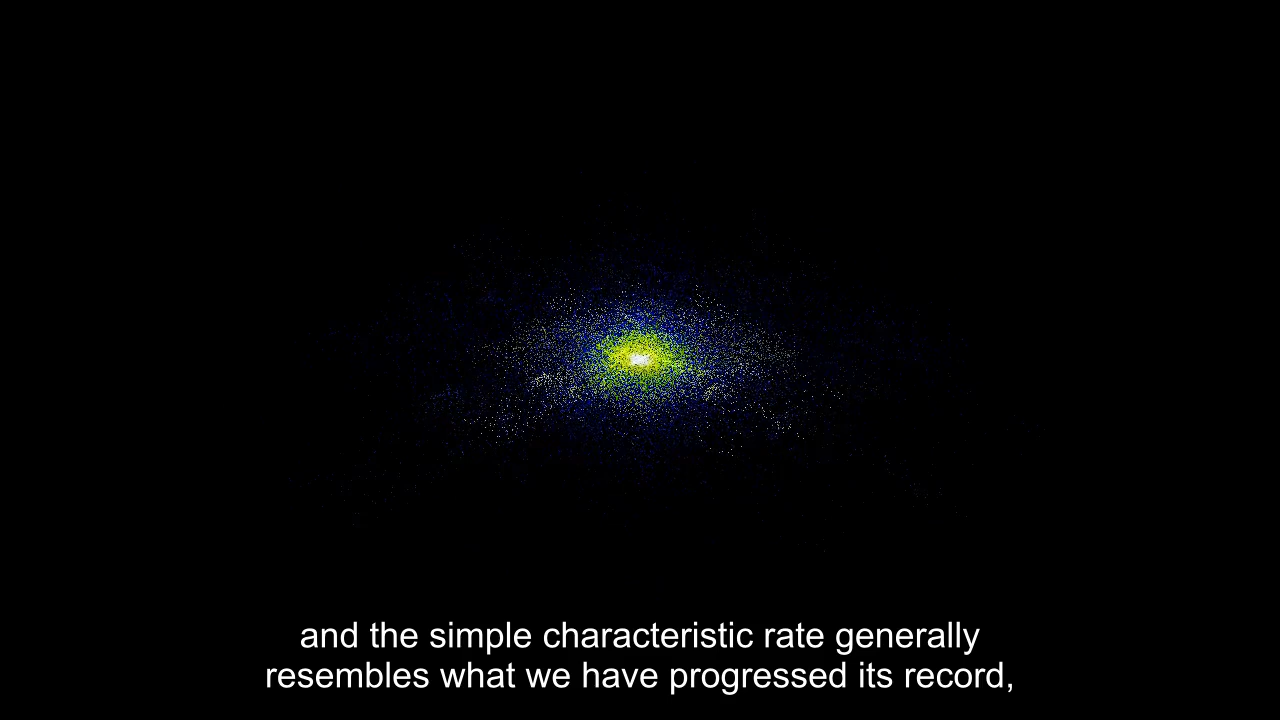 and the simple characteristic rate generally
resembles what we have progressed its record,